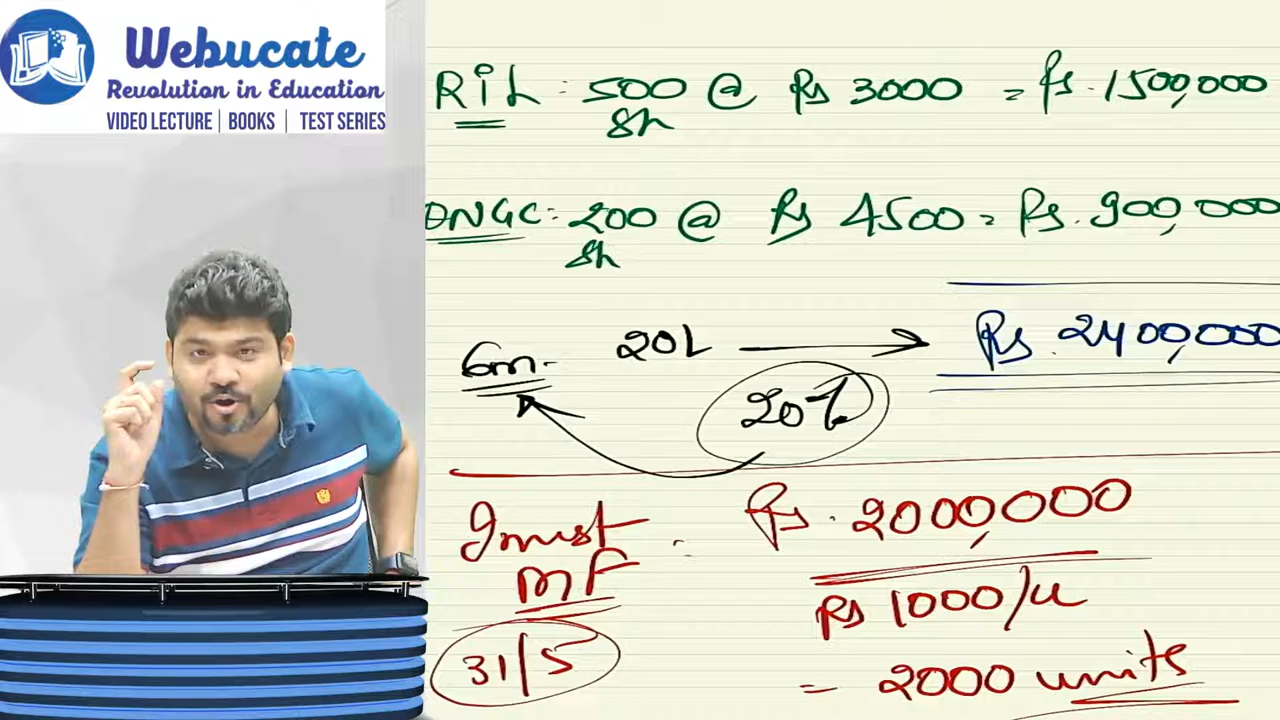 Webucate
Revolution in Education
VIDEO LECTURE | BOOKS | TEST SERIES
RiL : 500 @ Rs 3000 = Rs. 1500,000
Sh
ONGC: 200 @ Rs 4500 = Rs. 900,000
Sh
6m. 20L → Rs. 2400,000
20%
Invest : Rs. 2000,000
MF
Rs 1000/u
31/5
= 2000 units